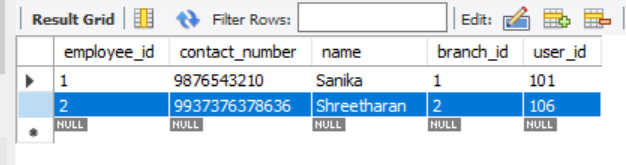 Result Grid Filter Rows: Edit:
employee_id contact_number name branch_id user_id
1 9876543210 Sanika 1 101
2 9937376378636 Shreetharan 2 106
NULL NULL NULL NULL NULL